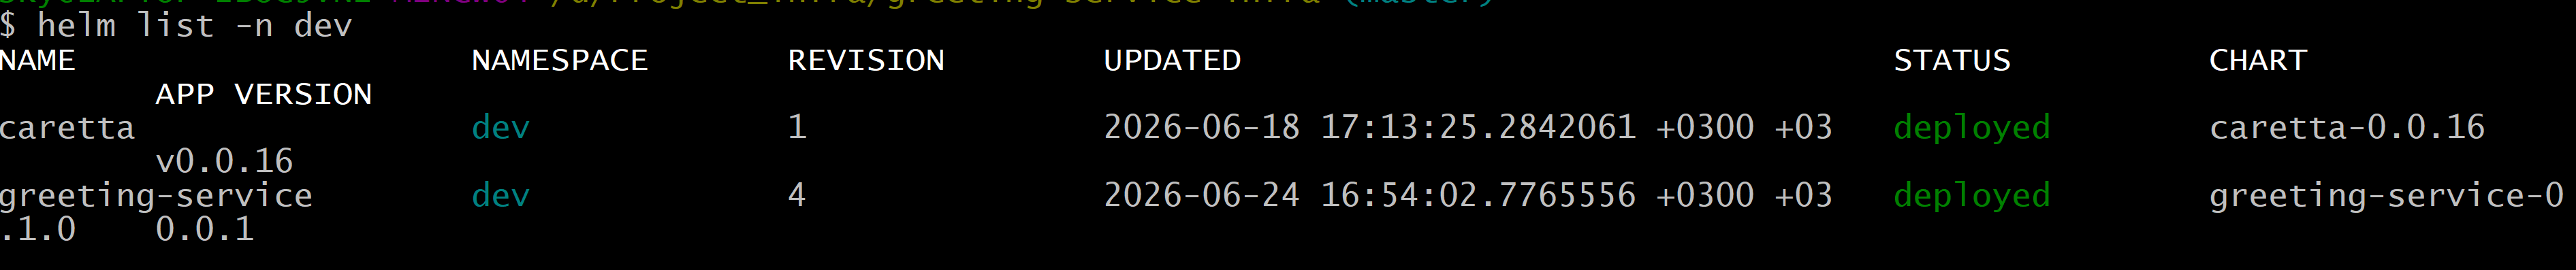 $ helm list -n dev
NAME NAMESPACE REVISION UPDATED STATUS CHART
APP VERSION
caretta dev 1 2026-06-18 17:13:25.2842061 +0300 +03 deployed caretta-0.0.16
v0.0.16
greeting-service dev 4 2026-06-24 16:54:02.7765556 +0300 +03 deployed greeting-service-0
.1.0 0.0.1